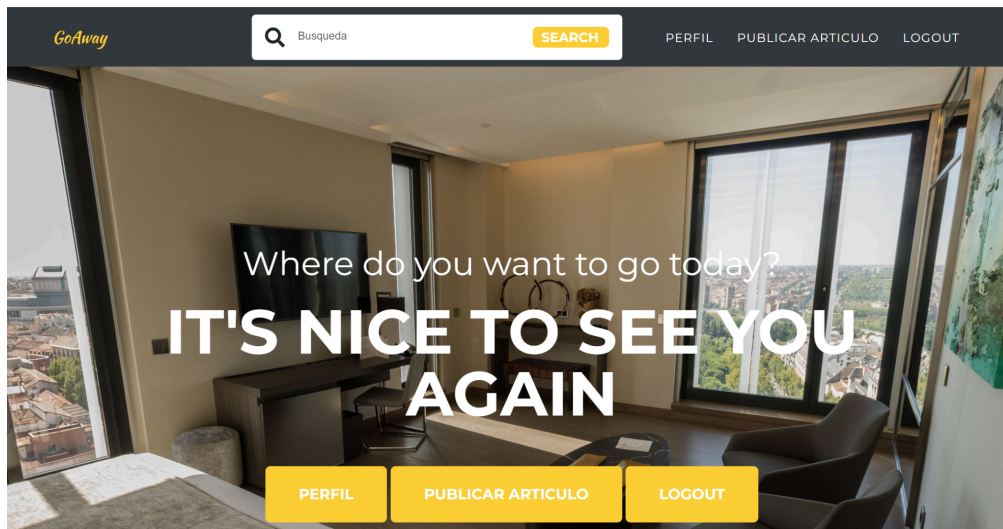 GoAway
Busqueda
SEARCH
PERFIL
PUBLICAR ARTICULO
LOGOUT
Where do you want to go today?
IT'S NICE TO SEE YOU
AGAIN
PERFIL
PUBLICAR ARTICULO
LOGOUT